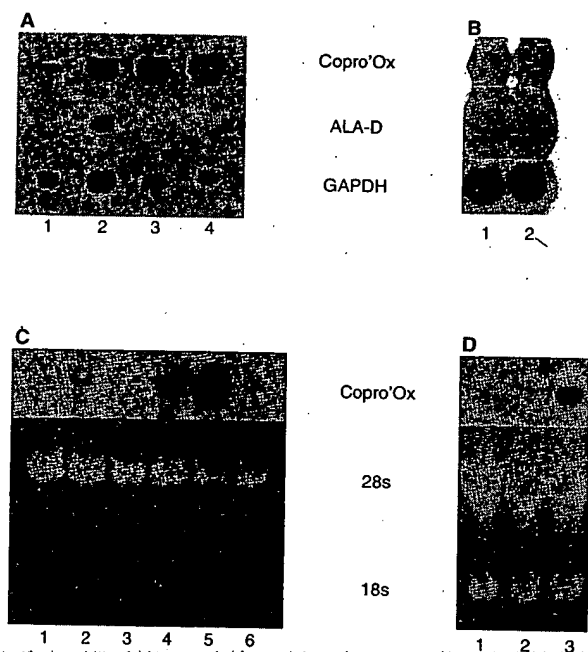 A
B
Copro'Ox
ALA-D
GAPDH
1 2 3 4
1 2
C
D
Copro'Ox
28s
18s
1 2 3 4 5 6
1 2 3